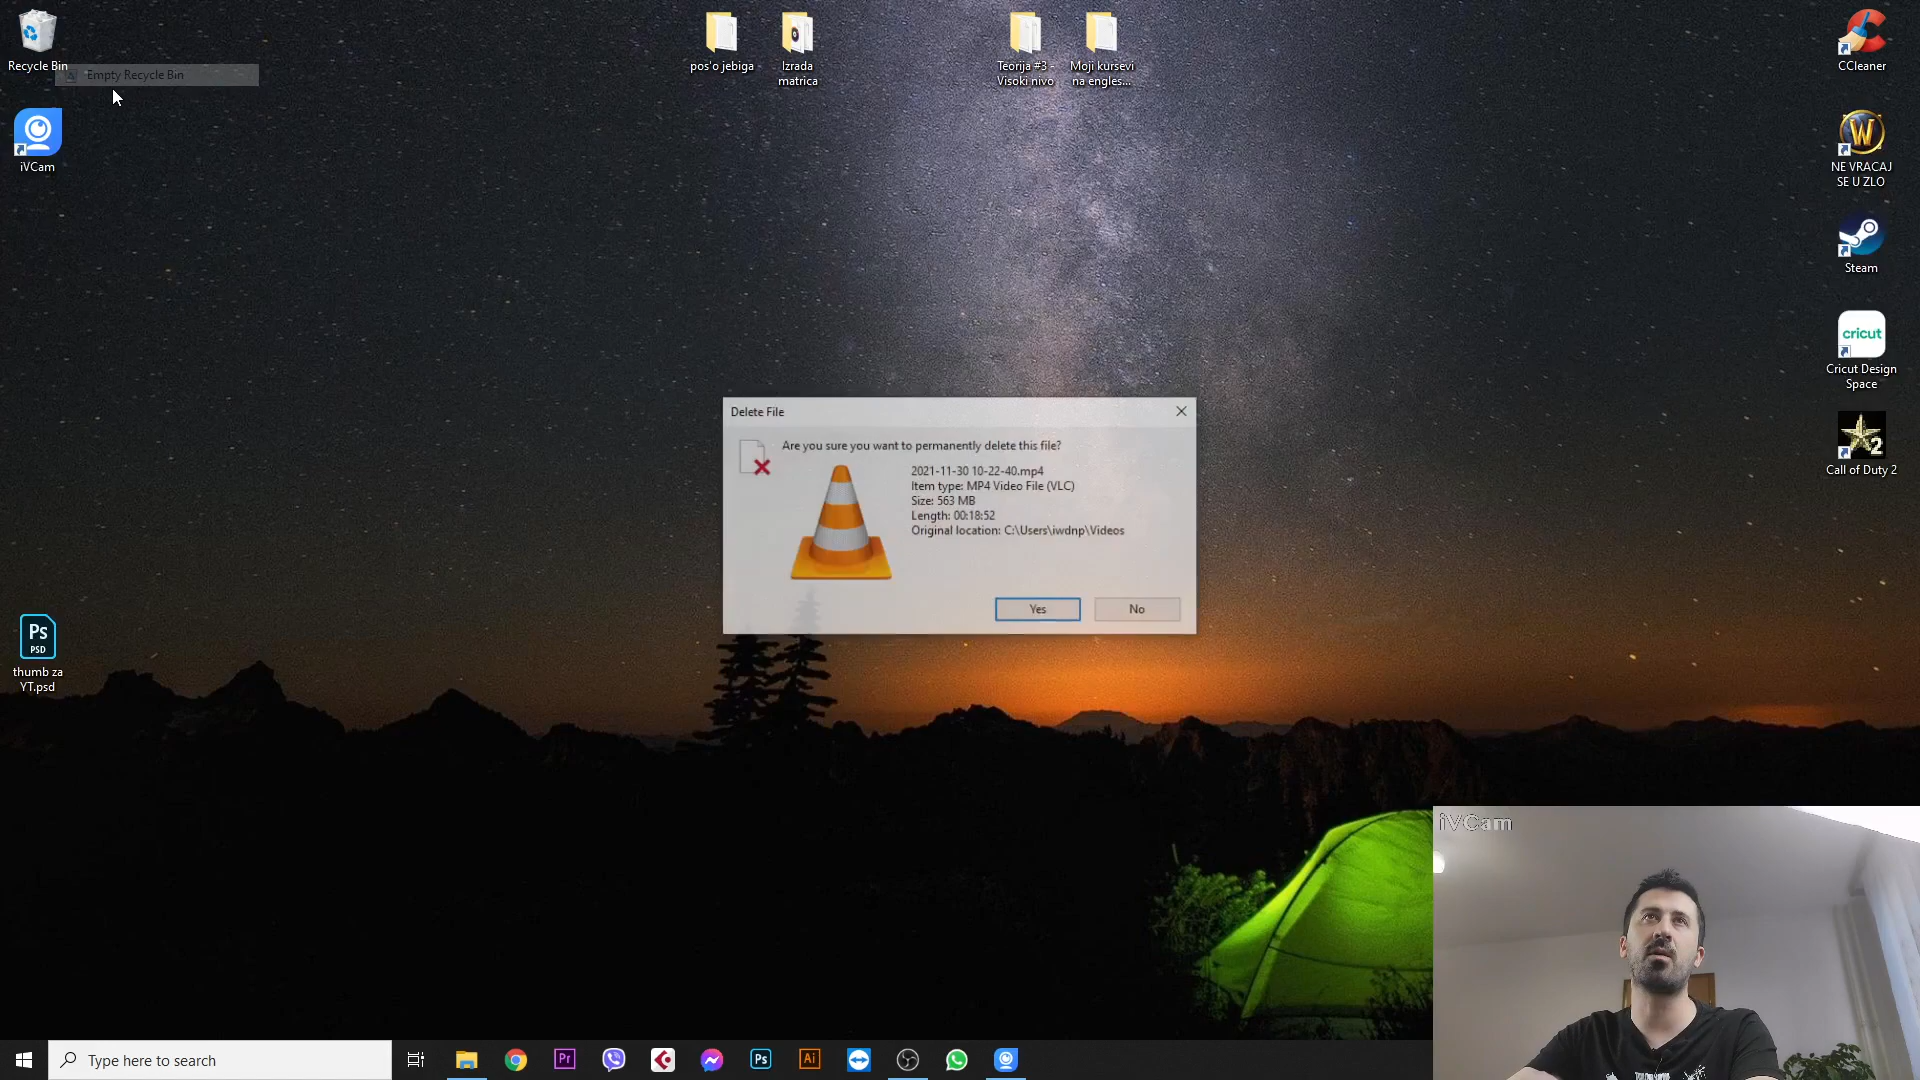 Recycle Bin
Empty Recycle Bin
iVCam
pos'o jebiga
Izrada
matrica
Teorija #3 -
Visoki nivo
Moji kursevi
na engles...
CCleaner
NE VRACAJ
SE U ZLO
Steam
cricut
Cricut Design
Space
2
Call of Duty 2
Delete File
Are you sure you want to permanently delete this file?
2021-11-30 10-22-40.mp4
Item type: MP4 Video File (VLC)
Size: 563 MB
Length: 00:18:52
Original location: C:\Users\iwdnp\Videos
Yes
No
Ps
PSD
thumb za
YT.psd
iVCam
Type here to search
Pr
Ps
Ai